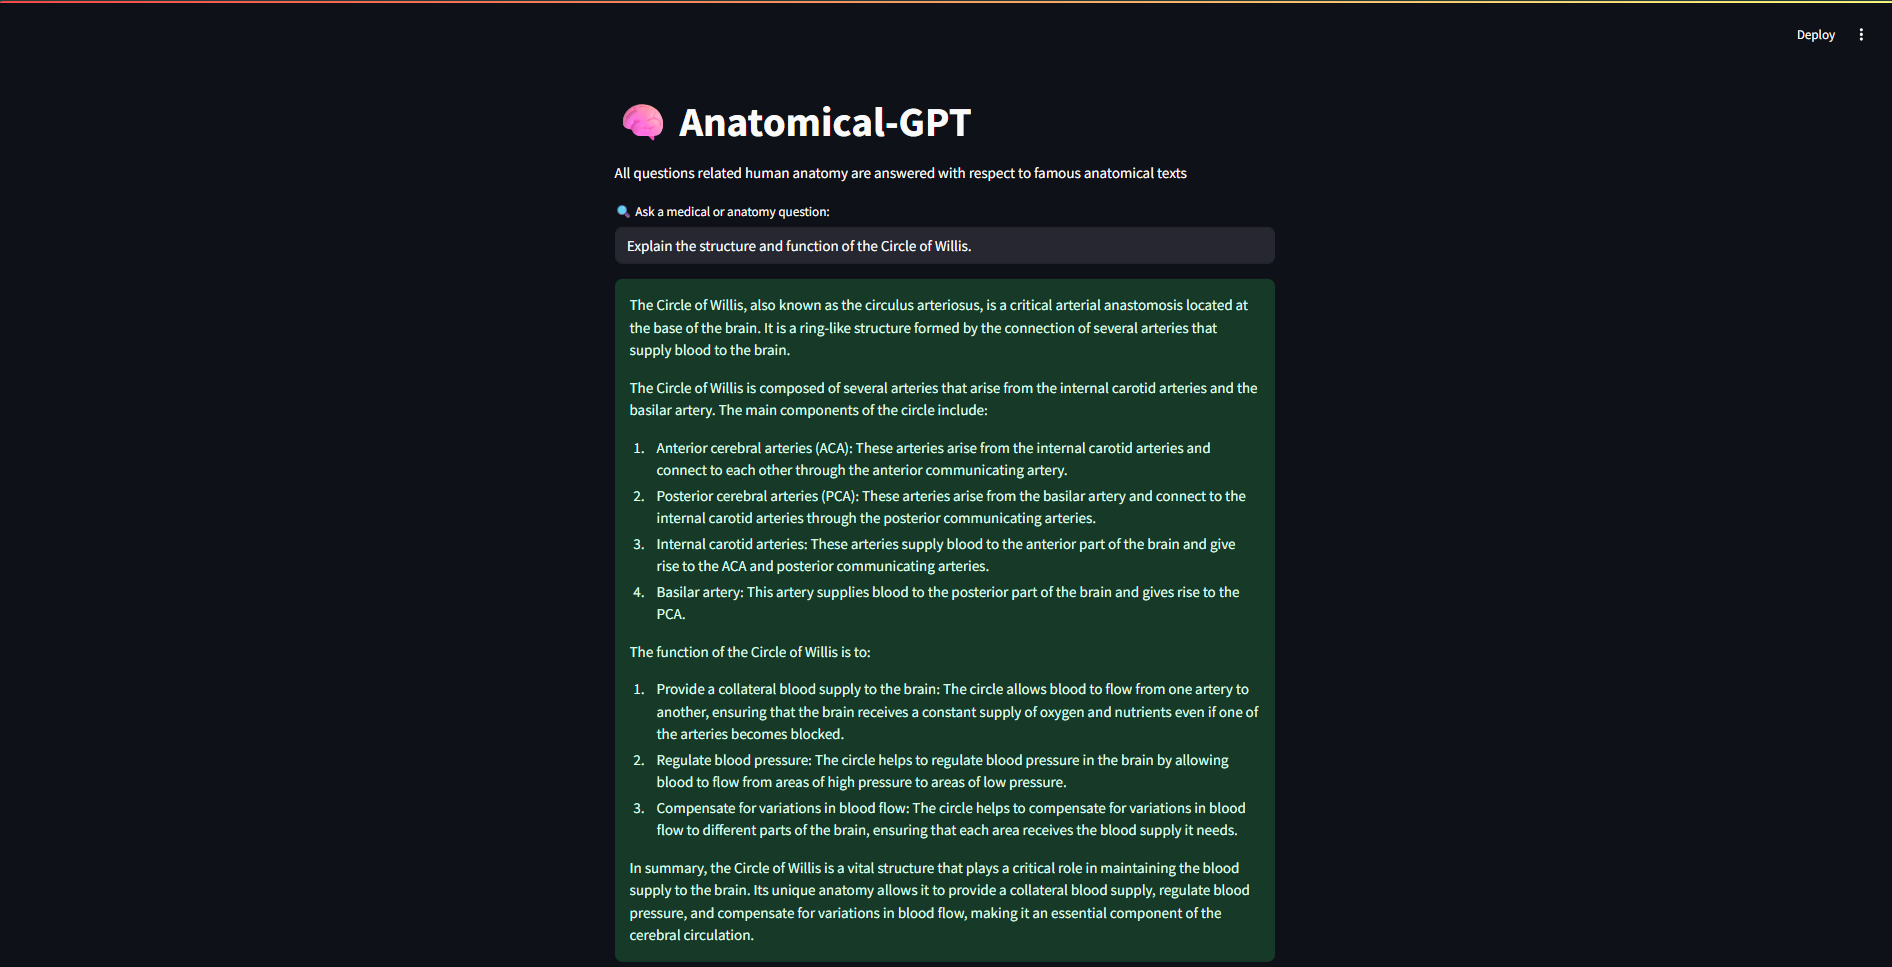 Deploy
Anatomical-GPT
All questions related human anatomy are answered with respect to famous anatomical texts
Ask a medical or anatomy question:
Explain the structure and function of the Circle of Willis.
The Circle of Willis, also known as the circulus arteriosus, is a critical arterial anastomosis located at
the base of the brain. It is a ring-like structure formed by the connection of several arteries that
supply blood to the brain.
The Circle of Willis is composed of several arteries that arise from the internal carotid arteries and the
basilar artery. The main components of the circle include:
1. Anterior cerebral arteries (ACA): These arteries arise from the internal carotid arteries and
connect to each other through the anterior communicating artery.
2. Posterior cerebral arteries (PCA): These arteries arise from the basilar artery and connect to the
internal carotid arteries through the posterior communicating arteries.
3. Internal carotid arteries: These arteries supply blood to the anterior part of the brain and give
rise to the ACA and posterior communicating arteries.
4. Basilar artery: This artery supplies blood to the posterior part of the brain and gives rise to the
PCA.
The function of the Circle of Willis is to:
1. Provide a collateral blood supply to the brain: The circle allows blood to flow from one artery to
another, ensuring that the brain receives a constant supply of oxygen and nutrients even if one of
the arteries becomes blocked.
2. Regulate blood pressure: The circle helps to regulate blood pressure in the brain by allowing
blood to flow from areas of high pressure to areas of low pressure.
3. Compensate for variations in blood flow: The circle helps to compensate for variations in blood
flow to different parts of the brain, ensuring that each area receives the blood supply it needs.
In summary, the Circle of Willis is a vital structure that plays a critical role in maintaining the blood
supply to the brain. Its unique anatomy allows it to provide a collateral blood supply, regulate blood
pressure, and compensate for variations in blood flow, making it an essential component of the
cerebral circulation.